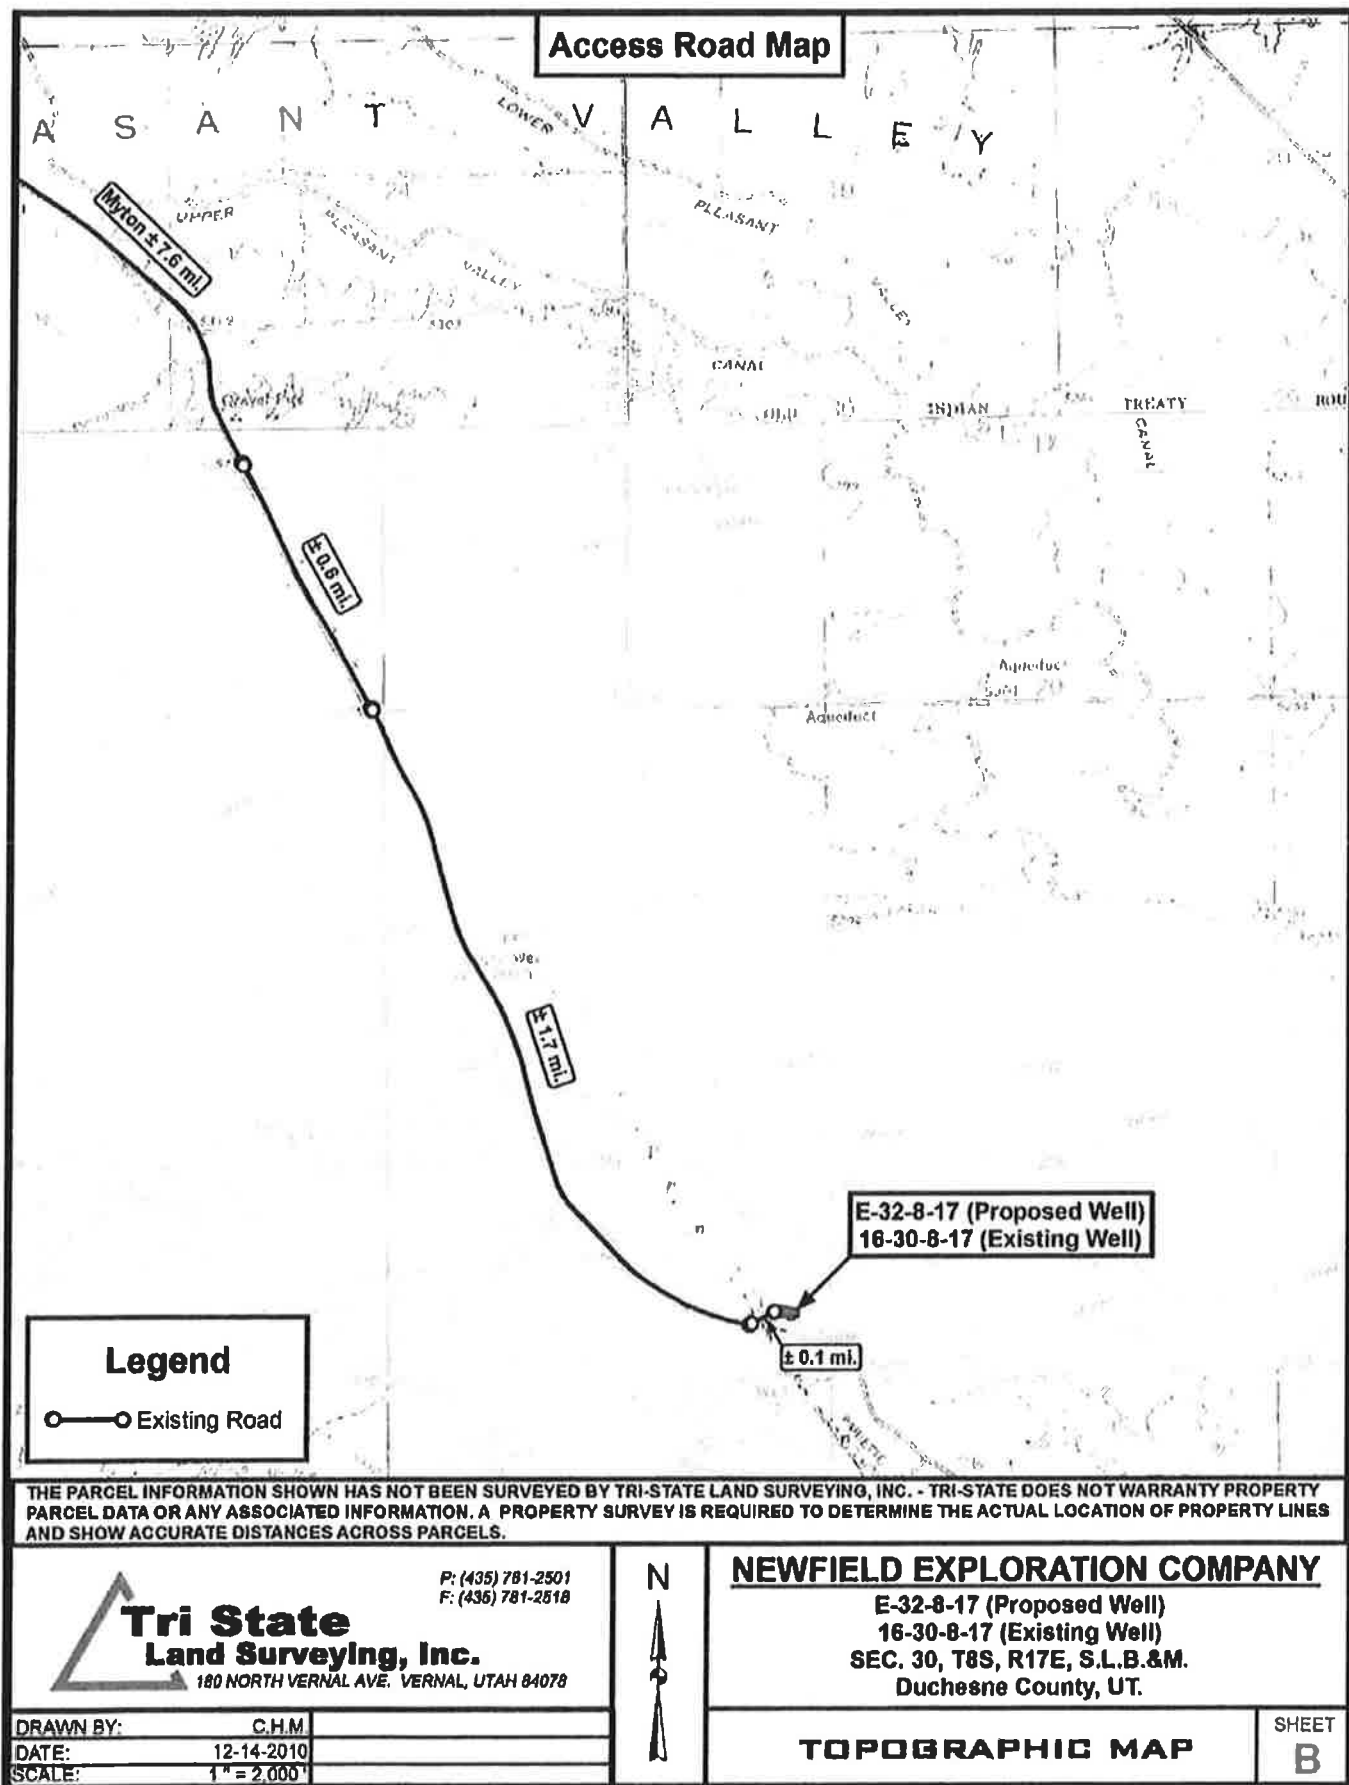 Access Road Map
A S A N T V A L L E Y
LOWER
Myton ± 7.6 mi.
UPPER
PLEASANT
VALLEY
PLEASANT
VALLEY
CANAL
Gravel Pits
OLD INDIAN TREATY
CANAL
± 0.6 mi.
Aqueduct
± 1.7 mi.
E-32-8-17 (Proposed Well)
16-30-8-17 (Existing Well)
± 0.1 mi.
Legend
Existing Road
THE PARCEL INFORMATION SHOWN HAS NOT BEEN SURVEYED BY TRI-STATE LAND SURVEYING, INC. - TRI-STATE DOES NOT WARRANTY PROPERTY
PARCEL DATA OR ANY ASSOCIATED INFORMATION. A PROPERTY SURVEY IS REQUIRED TO DETERMINE THE ACTUAL LOCATION OF PROPERTY LINES
AND SHOW ACCURATE DISTANCES ACROSS PARCELS.
P: (435) 781-2501
F: (435) 781-2518
Tri State
Land Surveying, Inc.
180 NORTH VERNAL AVE. VERNAL, UTAH 84078
N
NEWFIELD EXPLORATION COMPANY
E-32-8-17 (Proposed Well)
16-30-8-17 (Existing Well)
SEC. 30, T8S, R17E, S.L.B.&M.
Duchesne County, UT.
DRAWN BY: C.H.M.
DATE: 12-14-2010
SCALE: 1" = 2,000'
TOPOGRAPHIC MAP
SHEET
B